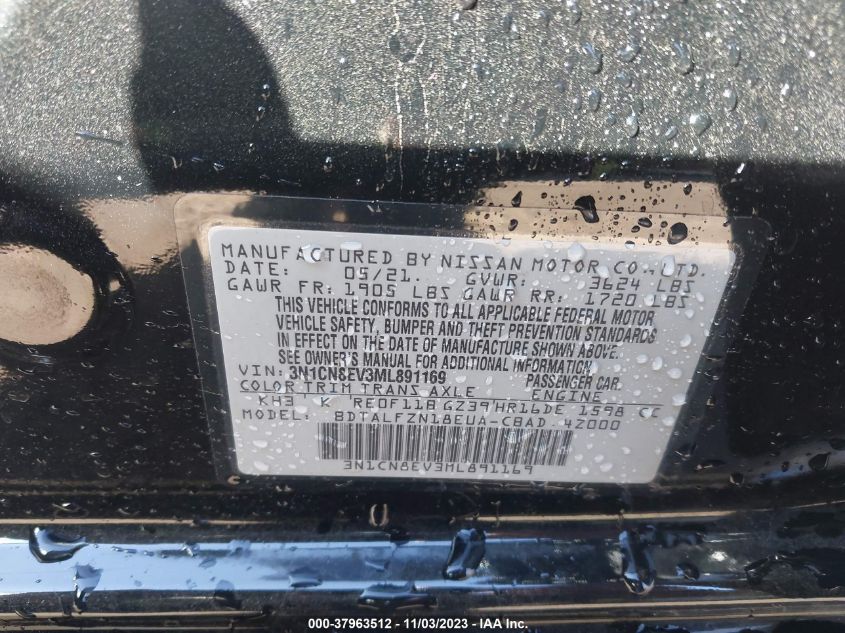 MANUFACTURED BY NISSAN MOTOR CO., LTD.
DATE: 05/21. GVWR: 3624 LBS
GAWR FR: 1905 LBS GAWR RR: 1720 LBS
THIS VEHICLE CONFORMS TO ALL APPLICABLE FEDERAL MOTOR
VEHICLE SAFETY, BUMPER AND THEFT PREVENTION STANDARDS
IN EFFECT ON THE DATE OF MANUFACTURE SHOWN ABOVE.
SEE OWNER'S MANUAL FOR ADDITIONAL INFORMATION.
VIN: 3N1CN8EV3ML891169 PASSENGER CAR.
COLOR TRIM TRANS AXLE ENGINE
KH3 K RE0F11B GZ39 HR16DE 1598 CC
MODEL: BDTALFZN18EUA-CBAD 4Z000
3N1CN8EV3ML891169
000-37963512 - 11/03/2023 - IAA Inc.